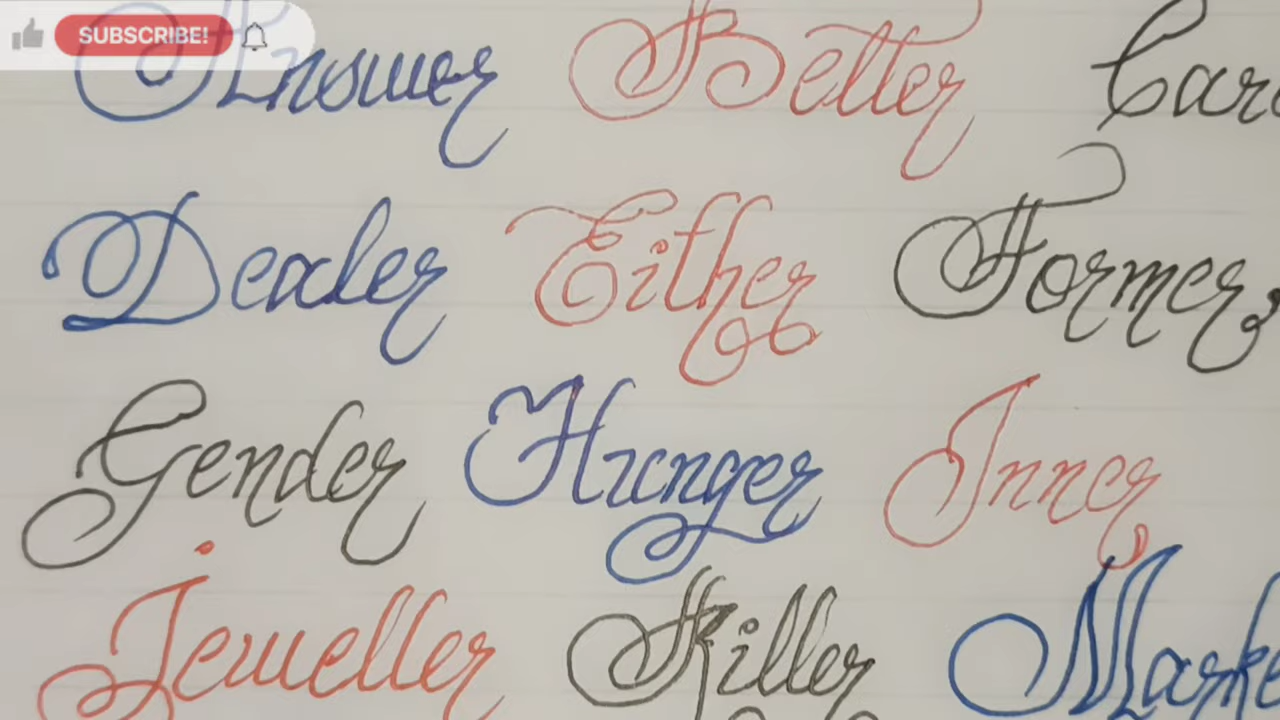 SUBSCRIBE!
Answer Better
Dealer Either Former
Gender Hunger Inner
Jeweller Killer